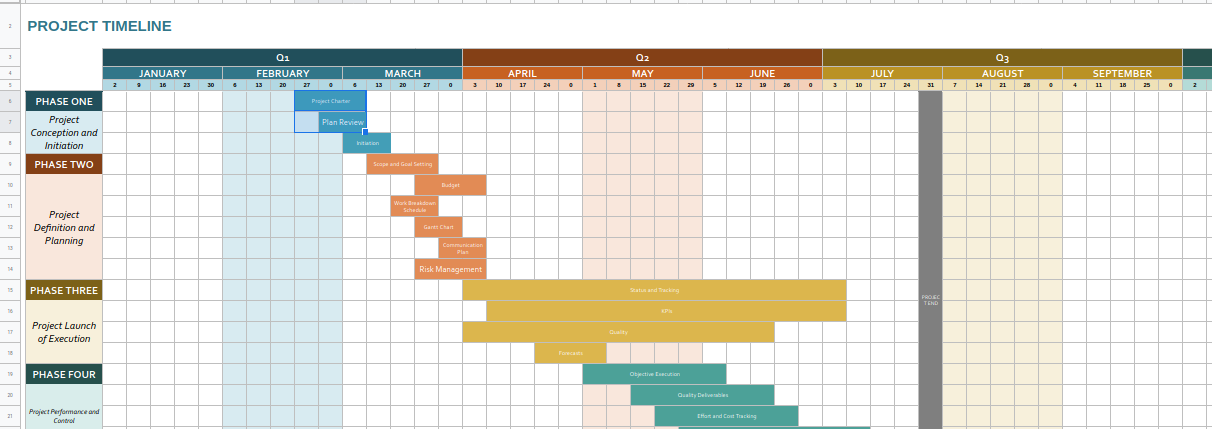 2
PROJECT TIMELINE
3 Q1 Q2 Q3
4 JANUARY FEBRUARY MARCH APRIL MAY JUNE JULY AUGUST SEPTEMBER
5 2 9 16 23 30 6 13 20 27 0 6 13 20 27 0 3 10 17 24 0 1 8 15 22 29 5 12 19 26 0 3 10 17 24 31 7 14 21 28 0 4 11 18 25 0 2
6 PHASE ONE Project Charter
7 Project Conception and Initiation Plan Review
8 Initiation
9 PHASE TWO Scope and Goal Setting
10 Budget
11 Work Breakdown Schedule
Project Definition and Planning
12 Gantt Chart
13 Communication Plan
14 Risk Management
15 PHASE THREE Status and Tracking
PROJEC
T END
16 KPIs
Project Launch of Execution
17 Quality
18 Forecasts
19 PHASE FOUR Objective Execution
20 Quality Deliverables
21 Project Performance and Control Effort and Cost Tracking